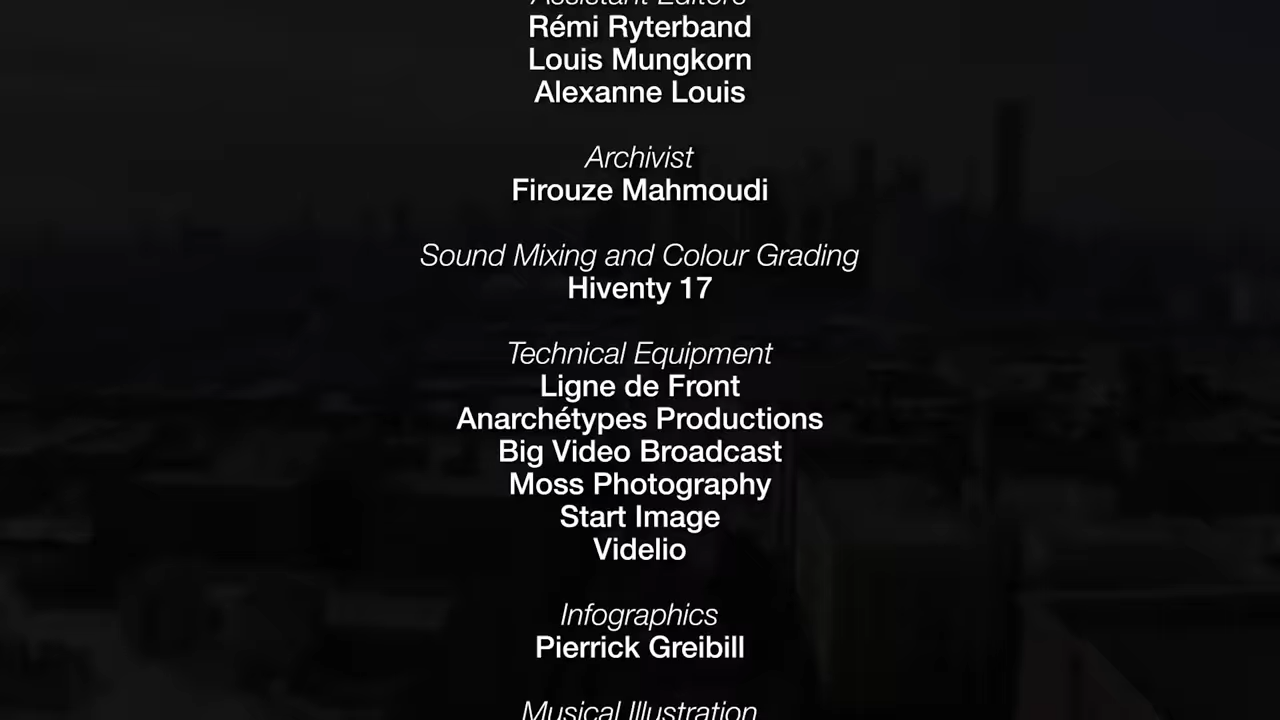 Assistant Editors
Rémi Ryterband
Louis Mungkorn
Alexanne Louis
Archivist
Firouze Mahmoudi
Sound Mixing and Colour Grading
Hiventy 17
Technical Equipment
Ligne de Front
Anarchétypes Productions
Big Video Broadcast
Moss Photography
Start Image
Videlio
Infographics
Pierrick Greibill
Musical Illustration